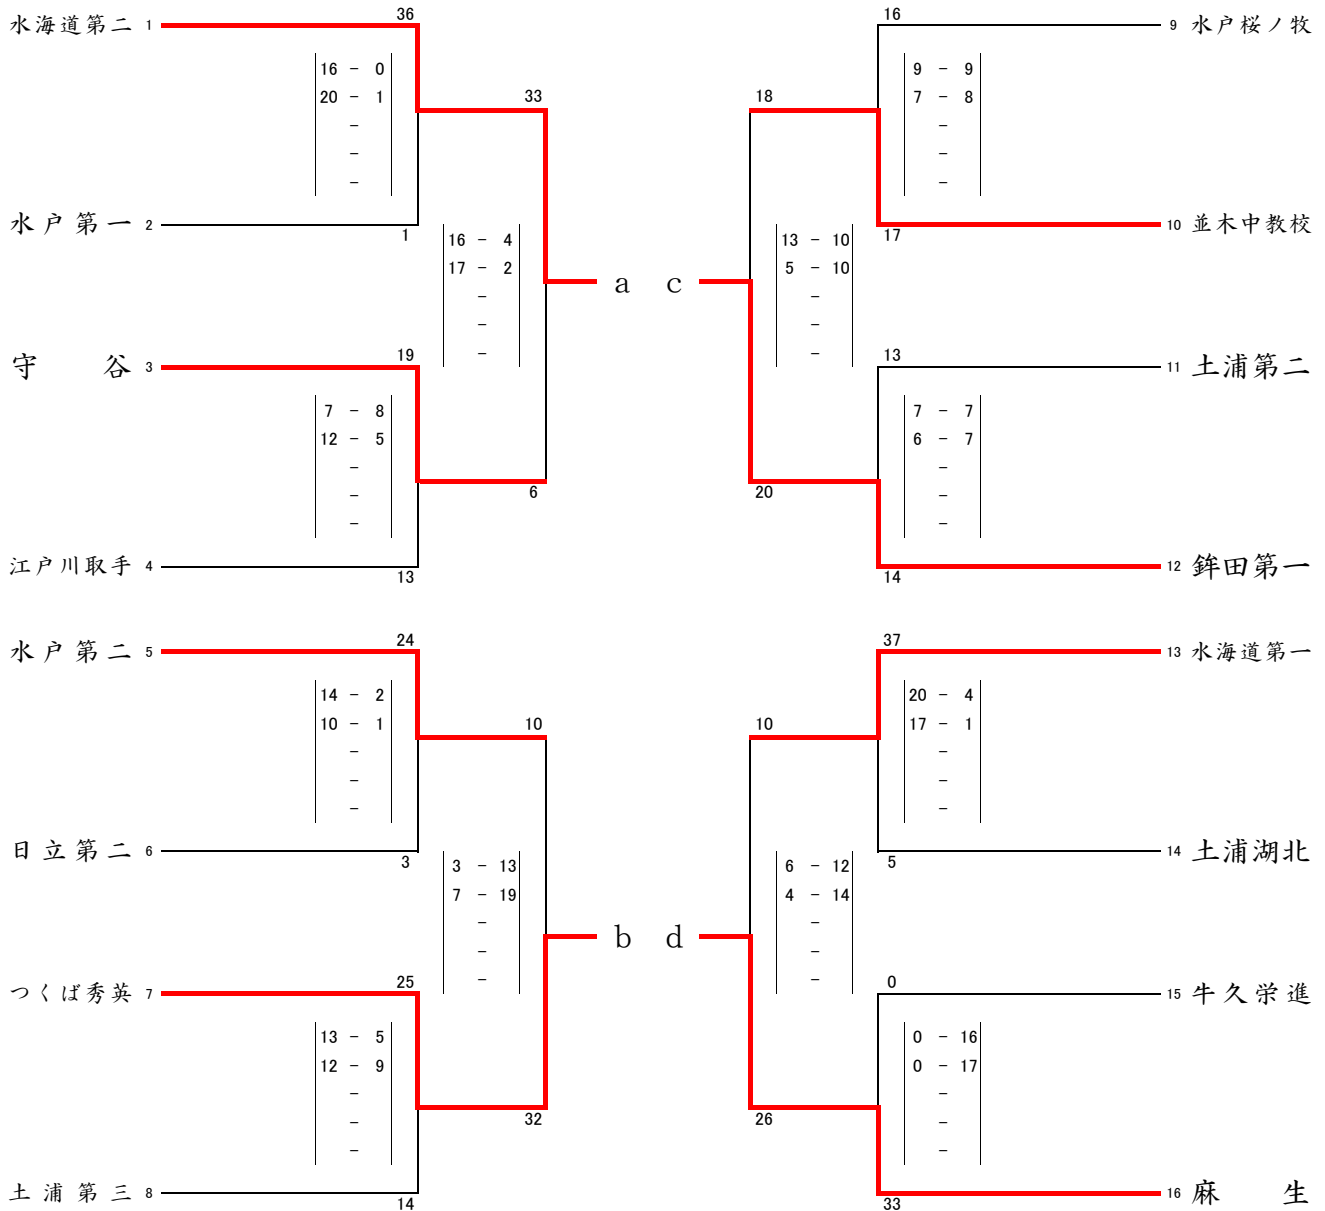 36
水海道第二 1
16 - 0
20 - 1
-
-
-
33
水戸第一 2
1
16 - 4
17 - 2
-
-
-
a
守 谷 3
19
7 - 8
12 - 5
-
-
-
6
江戸川取手 4
13
水戸第二 5
24
14 - 2
10 - 1
-
-
-
10
日立第二 6
3
3 - 13
7 - 19
-
-
-
b
つくば秀英 7
25
13 - 5
12 - 9
-
-
-
32
土浦第三 8
14
16
9 水戸桜ノ牧
9 - 9
7 - 8
-
-
-
18
10 並木中教校
17
13 - 10
5 - 10
-
-
-
c
13
11 土浦第二
7 - 7
6 - 7
-
-
-
20
12 鉾田第一
14
37
13 水海道第一
20 - 4
17 - 1
-
-
-
10
14 土浦湖北
5
6 - 12
4 - 14
-
-
-
d
0
15 牛久栄進
0 - 16
0 - 17
-
-
-
26
16 麻 生
33